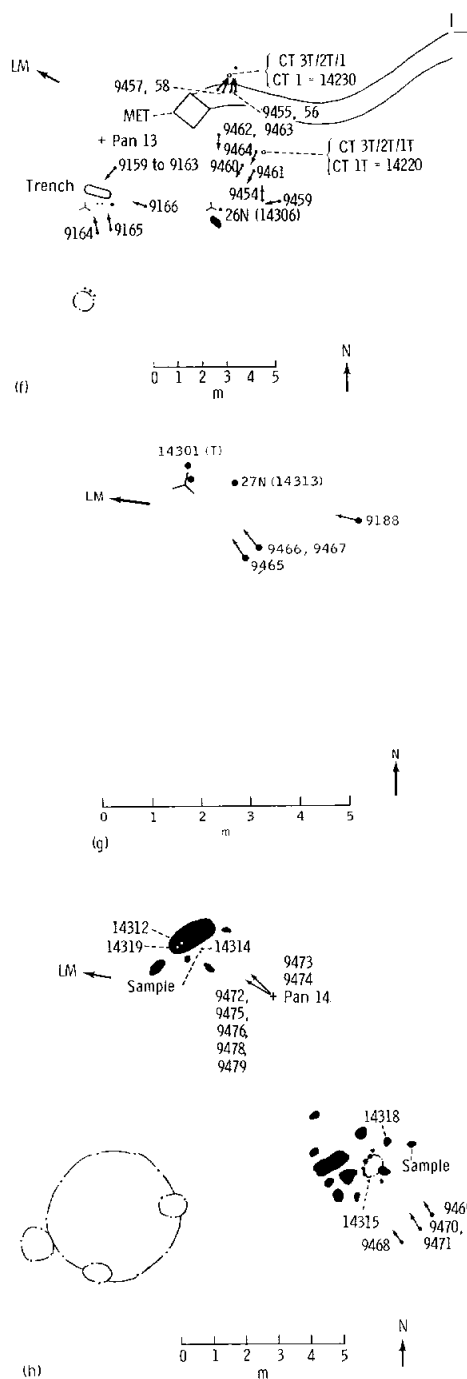 I
LM
CT 3T/2T/1
CT 1 = 14230
9457, 58
9455, 56
MET
9462, 9463
+ Pan 13
9464
CT 3T/2T/1T
CT 1T = 14220
9159 to 9163
9460
9461
Trench
9454
9459
9166
26N (14306)
9164
9165
N
0 1 2 3 4 5
m
(f)
14301 (T)
27N (14313)
LM
9188
9466, 9467
9465
N
0 1 2 3 4 5
m
(g)
14312
14319
14314
LM
Sample
9473
9474
+ Pan 14
9472,
9475,
9476,
9478,
9479
14318
Sample
14315
9470,
9468
9471
N
0 1 2 3 4 5
m
(h)